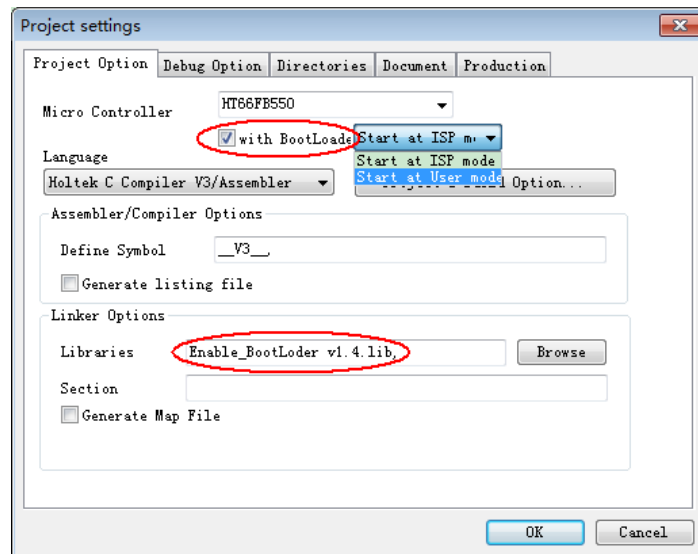 Project settings
Project Option Debug Option Directories Document Production
Micro Controller HT66FB550
with BootLoade Start at ISP m
Language Start at ISP mode
Holtek C Compiler V3/Assembler Start at User mode Option...
Assembler/Compiler Options
Define Symbol __V3__,
Generate listing file
Linker Options
Libraries Enable_BootLoder v1.4.lib, Browse
Section
Generate Map File
OK Cancel